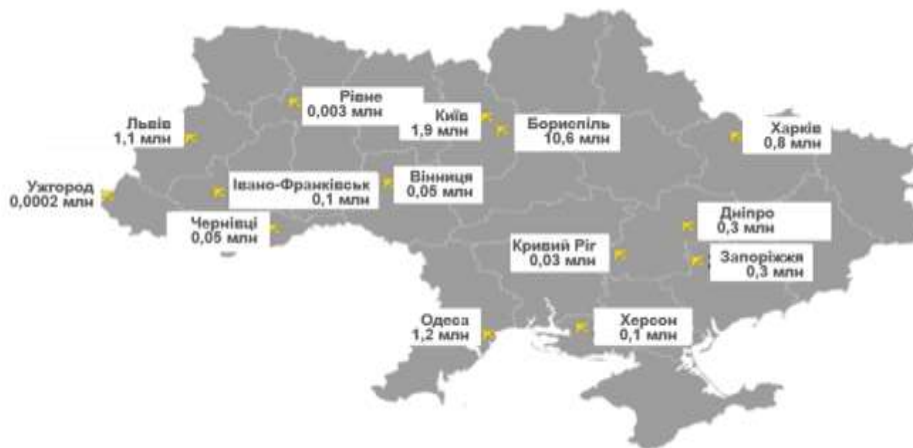 Рівне
0,003 млн
Київ
1,9 млн
Бориспіль
10,6 млн
Львів
1,1 млн
Харків
0,8 млн
Ужгород
0,0002 млн
Івано-Франківськ
0,1 млн
Вінниця
0,05 млн
Чернівці
0,05 млн
Дніпро
0,3 млн
Кривий Ріг
0,03 млн
Запоріжжя
0,3 млн
Одеса
1,2 млн
Херсон
0,1 млн